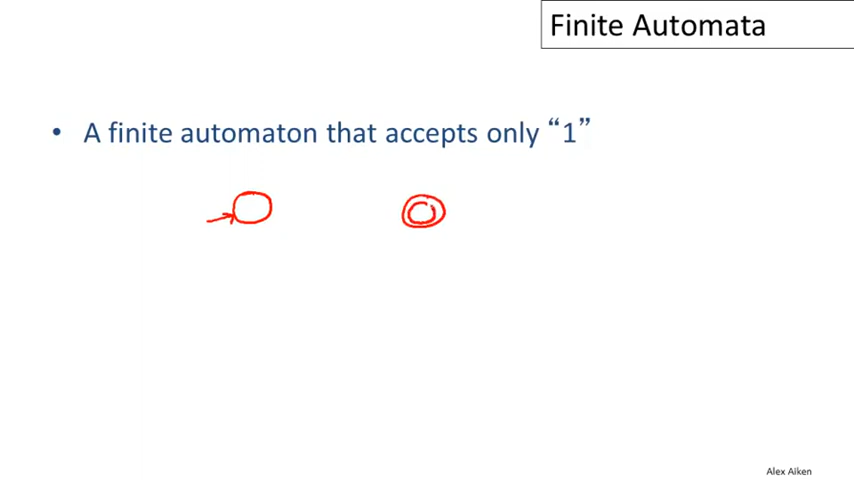 Finite Automata
• A finite automaton that accepts only “1”
Alex Aiken